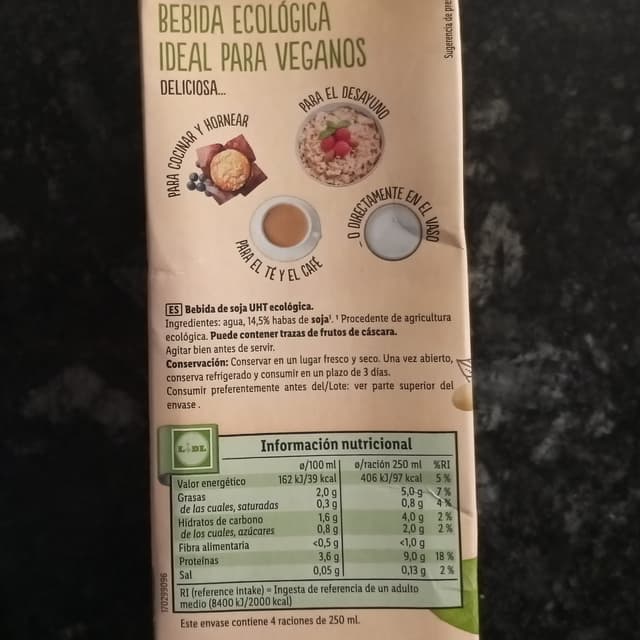 BEBIDA ECOLÓGICA
IDEAL PARA VEGANOS
DELICIOSA...
PARA COCINAR Y HORNEAR
PARA EL DESAYUNO
PARA EL TÉ Y EL CAFÉ
O DIRECTAMENTE EN EL VASO
Sugerencia de
ES Bebida de soja UHT ecológica.
Ingredientes: agua, 14,5% habas de soja¹. ¹ Procedente de agricultura
ecológica. Puede contener trazas de frutos de cáscara.
Agitar bien antes de servir.
Conservación: Conservar en un lugar fresco y seco. Una vez abierto,
conserva refrigerado y consumir en un plazo de 3 días.
Consumir preferentemente antes del/Lote: ver parte superior del
envase.
LIDL
Información nutricional
ø/100 ml ø/ración 250 ml %RI
Valor energético 162 kJ/39 kcal 406 kJ/97 kcal 5 %
Grasas 2,0 g 5,0 g 7 %
de las cuales, saturadas 0,3 g 0,8 g 4 %
Hidratos de carbono 1,6 g 4,0 g 2 %
de los cuales, azúcares 0,8 g 2,0 g 2 %
Fibra alimentaria <0,5 g <1,0 g
Proteínas 3,6 g 9,0 g 18 %
Sal 0,05 g 0,13 g 2 %
RI (reference intake) = Ingesta de referencia de un adulto
medio (8400 kJ/2000 kcal)
Este envase contiene 4 raciones de 250 ml.
170299096